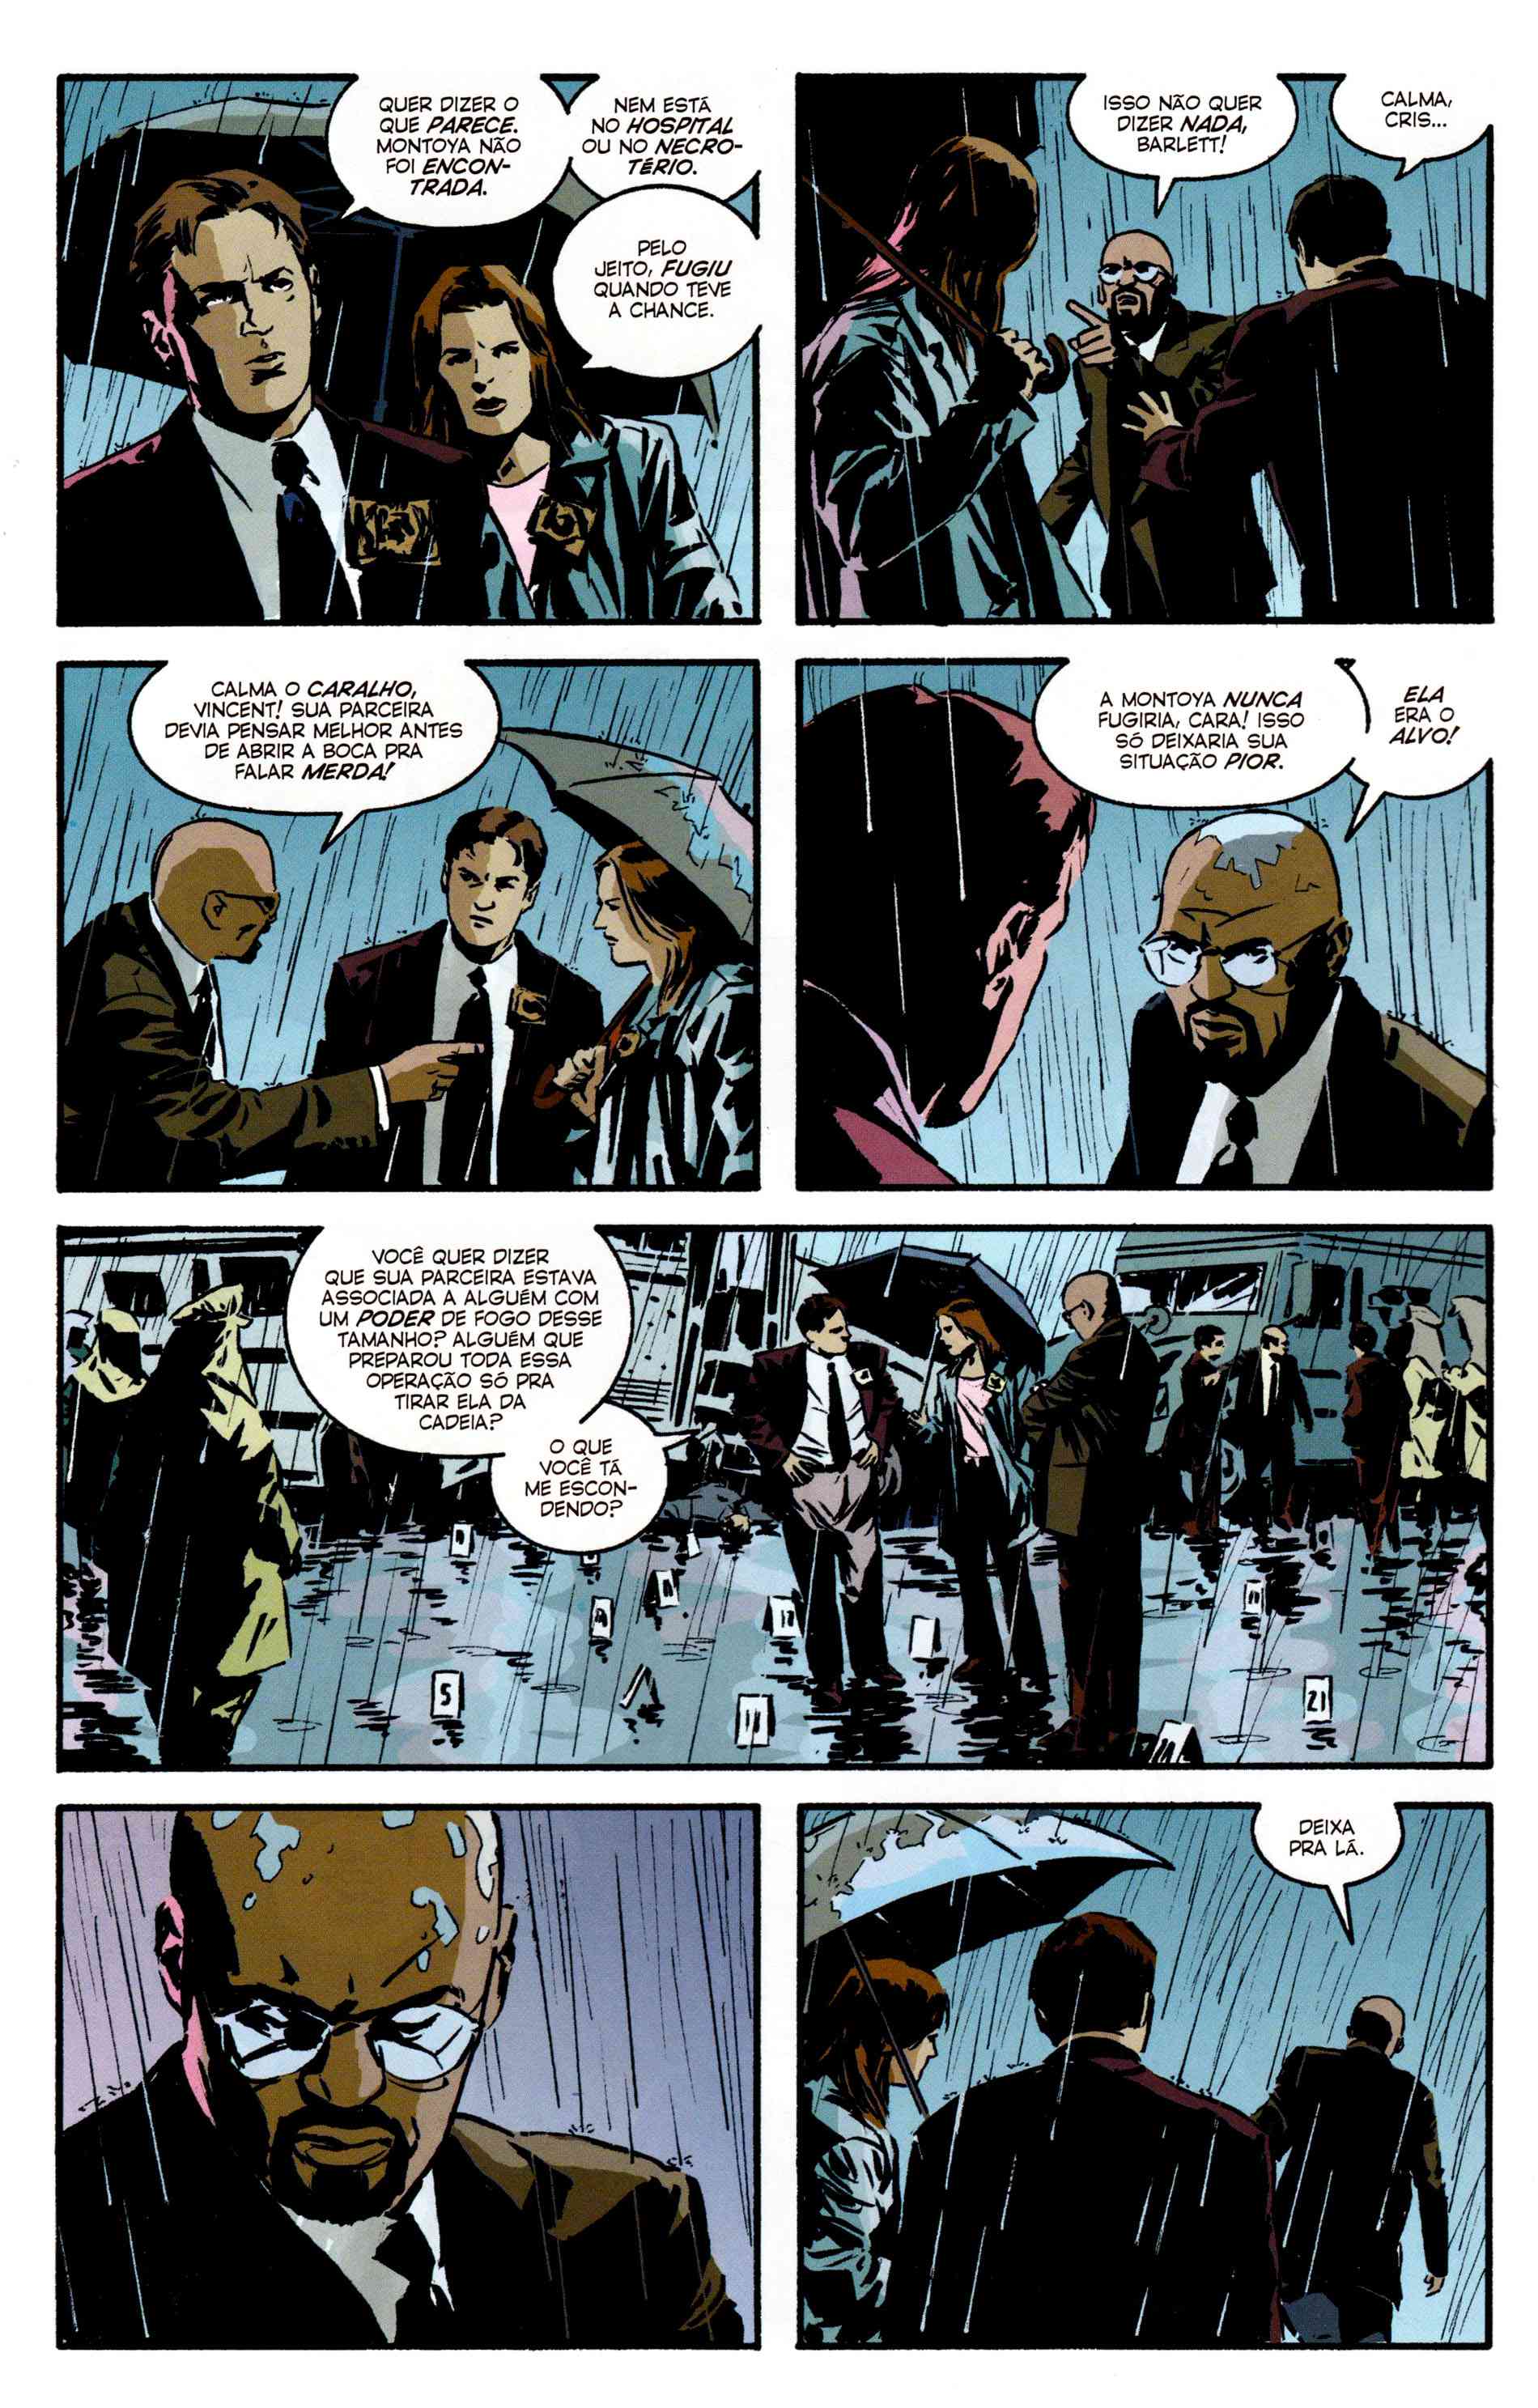 QUER DIZER O
QUE PARECE.
MONTOYA NÃO
FOI ENCON-
TRADA.
NEM ESTÁ
NO HOSPITAL
OU NO NECRO-
TÉRIO.
PELO
JEITO, FUGIU
QUANDO TEVE
A CHANCE.
ISSO NÃO QUER
DIZER NADA,
BARLETT!
CALMA,
CRIS...
CALMA O CARALHO,
VINCENT! SUA PARCEIRA
DEVIA PENSAR MELHOR ANTES
DE ABRIR A BOCA PRA
FALAR MERDA!
A MONTOYA NUNCA
FUGIRIA, CARA! ISSO
SÓ DEIXARIA SUA
SITUAÇÃO PIOR.
ELA
ERA O
ALVO!
VOCÊ QUER DIZER
QUE SUA PARCEIRA ESTAVA
ASSOCIADA A ALGUÉM COM
UM PODER DE FOGO DESSE
TAMANHO? ALGUÉM QUE
PREPAROU TODA ESSA
OPERAÇÃO SÓ PRA
TIRAR ELA DA
CADEIA?
O QUE
VOCÊ TÁ
ME ESCON-
DENDO?
5
21
DEIXA
PRA LÁ.